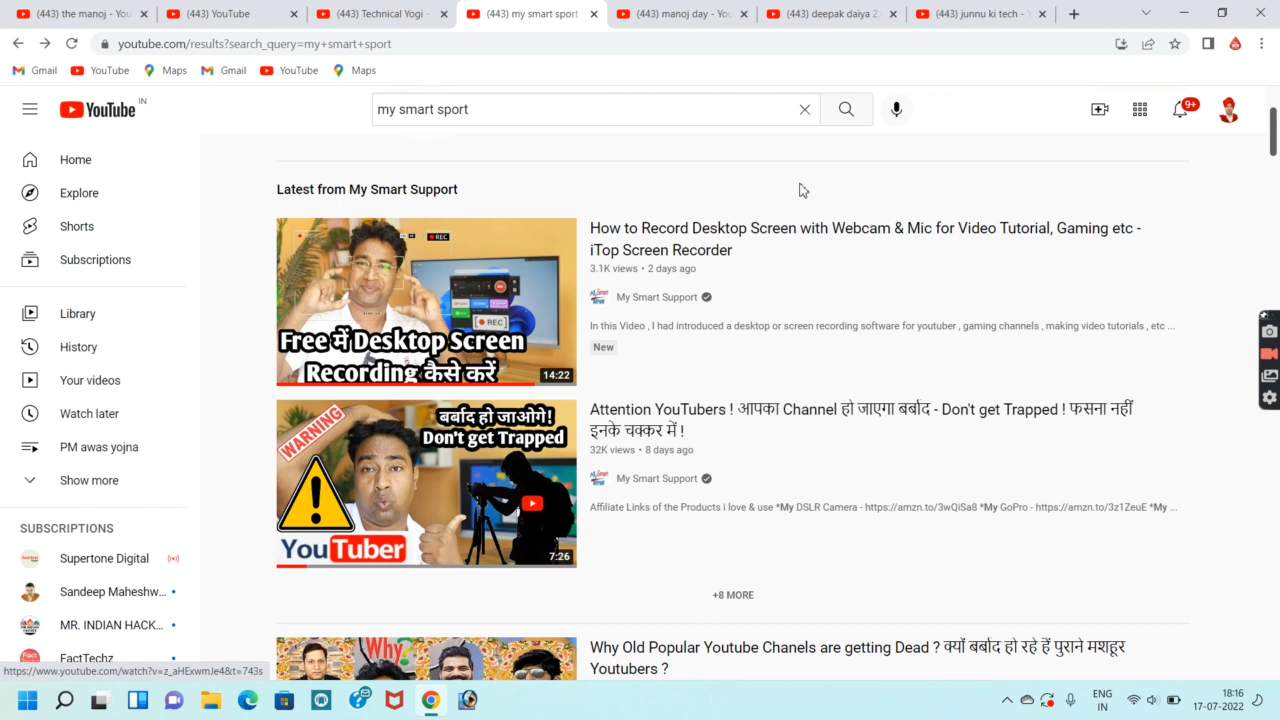 (443) the manoj - You
(443) YouTube
(443) Technical Yogi -
(443) my smart sport
(443) manoj day - You
(443) deepak daiya 2.
(443) junnu ki tech - Y
youtube.com/results?search_query=my+smart+sport
Gmail YouTube Maps Gmail YouTube Maps
YouTube IN
my smart sport
9+
Home
Explore
Shorts
Subscriptions
Library
History
Your videos
Watch later
PM awas yojna
Show more
SUBSCRIPTIONS
Supertone Digital
Sandeep Maheshw...
MR. INDIAN HACK...
FactTechz
Latest from My Smart Support
REC
REC
Free में Desktop Screen
Recording कैसे करें
14:22
How to Record Desktop Screen with Webcam & Mic for Video Tutorial, Gaming etc -
iTop Screen Recorder
3.1K views • 2 days ago
My Smart Support
In this Video , I had introduced a desktop or screen recording software for youtuber , gaming channels , making video tutorials , etc ...
New
WARNING
बर्बाद हो जाओगे!
Don't get Trapped
YouTuber
7:26
Attention YouTubers ! आपका Channel हो जाएगा बर्बाद - Don't get Trapped ! फसना नहीं
इनके चक्कर में !
32K views • 8 days ago
My Smart Support
Affiliate Links of the Products i love & use *My DSLR Camera - https://amzn.to/3wQiSa8 *My GoPro - https://amzn.to/3z1ZeuE *My ...
+8 MORE
Why?
Why Old Popular Youtube Chanels are getting Dead ? क्यों बर्बाद हो रहे हैं पुराने मशहूर
Youtubers ?
https://www.youtube.com/watch?v=z_aHExwmJe4&t=743s
ENG
IN
18:16
17-07-2022